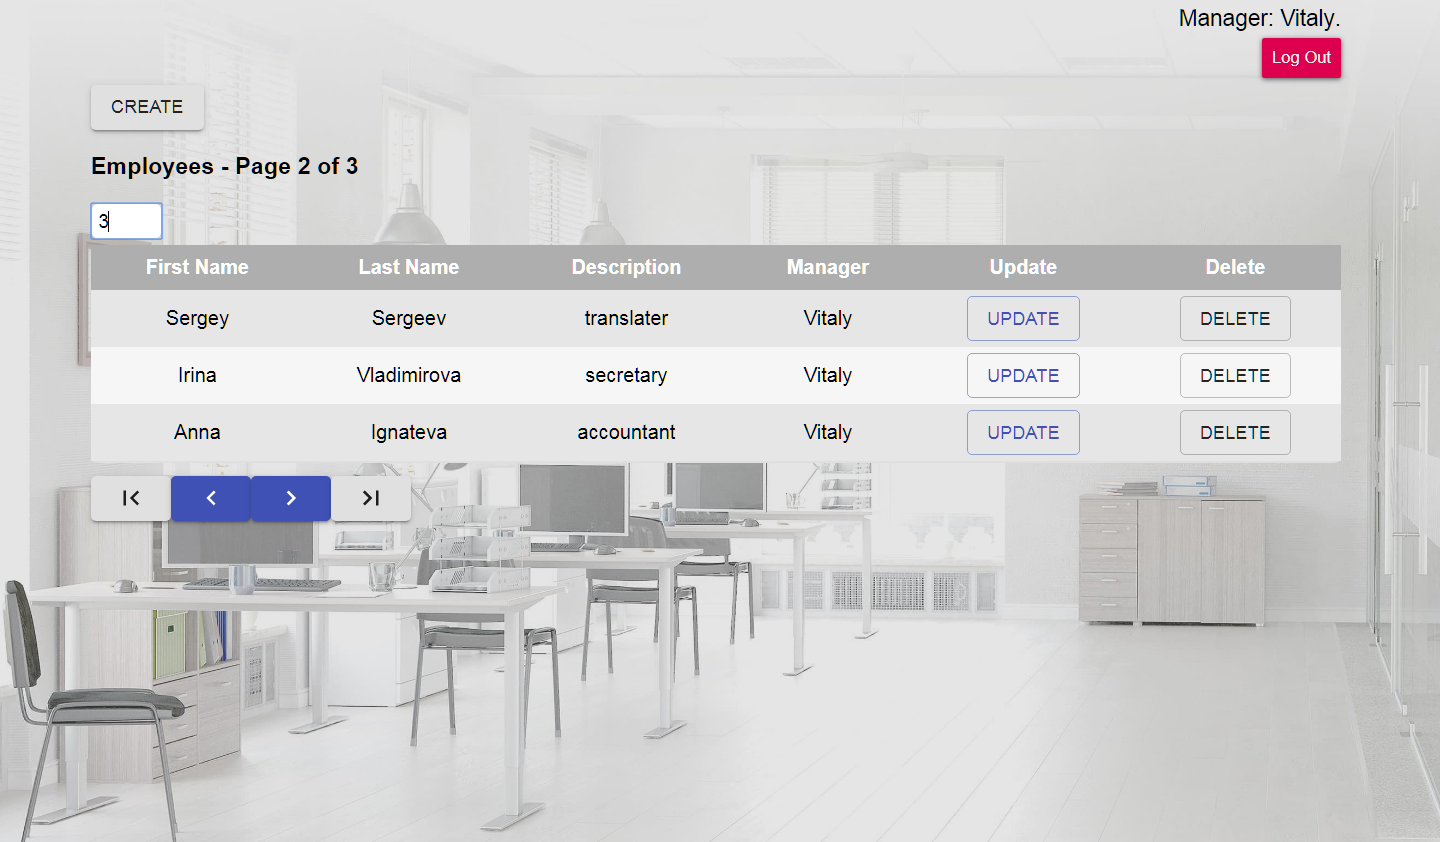 Manager: Vitaly.
Log Out
CREATE
Employees - Page 2 of 3
3
First Name Last Name Description Manager Update Delete
Sergey Sergeev translater Vitaly UPDATE DELETE
Irina Vladimirova secretary Vitaly UPDATE DELETE
Anna Ignateva accountant Vitaly UPDATE DELETE